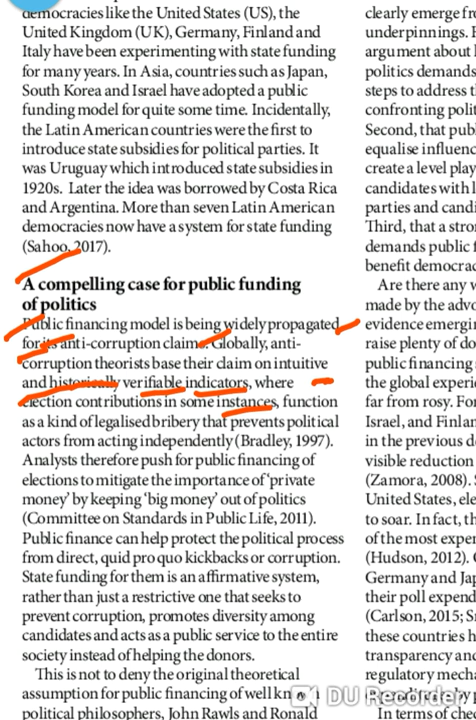 democracies like the United States (US), the
United Kingdom (UK), Germany, Finland and
Italy have been experimenting with state funding
for many years. In Asia, countries such as Japan,
South Korea and Israel have adopted a public
funding model for quite some time. Incidentally,
the Latin American countries were the first to
introduce state subsidies for political parties. It
was Uruguay which introduced state subsidies in
1920s. Later the idea was borrowed by Costa Rica
and Argentina. More than seven Latin American
democracies now have a system for state funding
(Sahoo, 2017).
A compelling case for public funding
of politics
Public financing model is being widely propagated
for its anti-corruption claims. Globally, anti-
corruption theorists base their claim on intuitive
and historically verifiable indicators, where
election contributions in some instances, function
as a kind of legalised bribery that prevents political
actors from acting independently (Bradley, 1997).
Analysts therefore push for public financing of
elections to mitigate the importance of 'private
money' by keeping 'big money' out of politics
(Committee on Standards in Public Life, 2011).
Public finance can help protect the political process
from direct, quid pro quo kickbacks or corruption.
State funding for them is an affirmative system,
rather than just a restrictive one that seeks to
prevent corruption, promotes diversity among
candidates and acts as a public service to the entire
society instead of helping the donors.
This is not to deny the original theoretical
assumption for public financing of well known
political philosophers, John Rawls and Ronald
clearly emerge fr
underpinnings.
argument about
politics demands
steps to address t
confronting polit
Second, that pub
equalise influenc
create a level play
candidates with l
parties and candi
Third, that a stro
demands public f
benefit democrac
Are there any w
made by the advo
evidence emergin
raise plenty of do
public financing
the global experi
far from rosy. For
Israel, and Finlan
in the previous d
visible reduction
(Zamora, 2008). S
United States, ele
to soar. In fact, th
of the most exper
(Hudson, 2012). G
Germany and Jap
their poll expend
(Carlson, 2015; Sm
these countries h
transparency and
regulatory mecha
In terms of che
DU Recorder